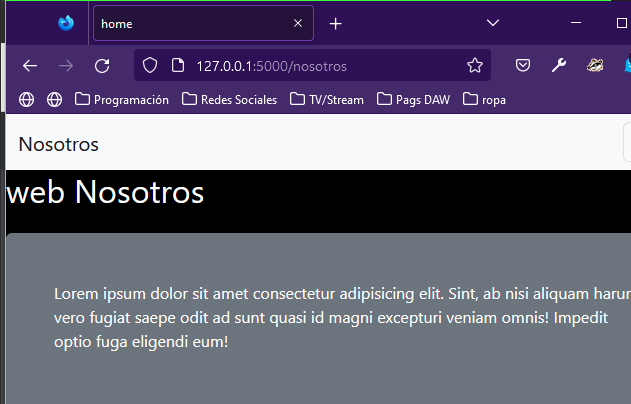 home
127.0.0.1:5000/nosotros
Programación Redes Sociales TV/Stream Pags DAW ropa
Nosotros
web Nosotros
Lorem ipsum dolor sit amet consectetur adipisicing elit. Sint, ab nisi aliquam harum
vero fugiat saepe odit ad sunt quasi id magni excepturi veniam omnis! Impedit
optio fuga eligendi eum!